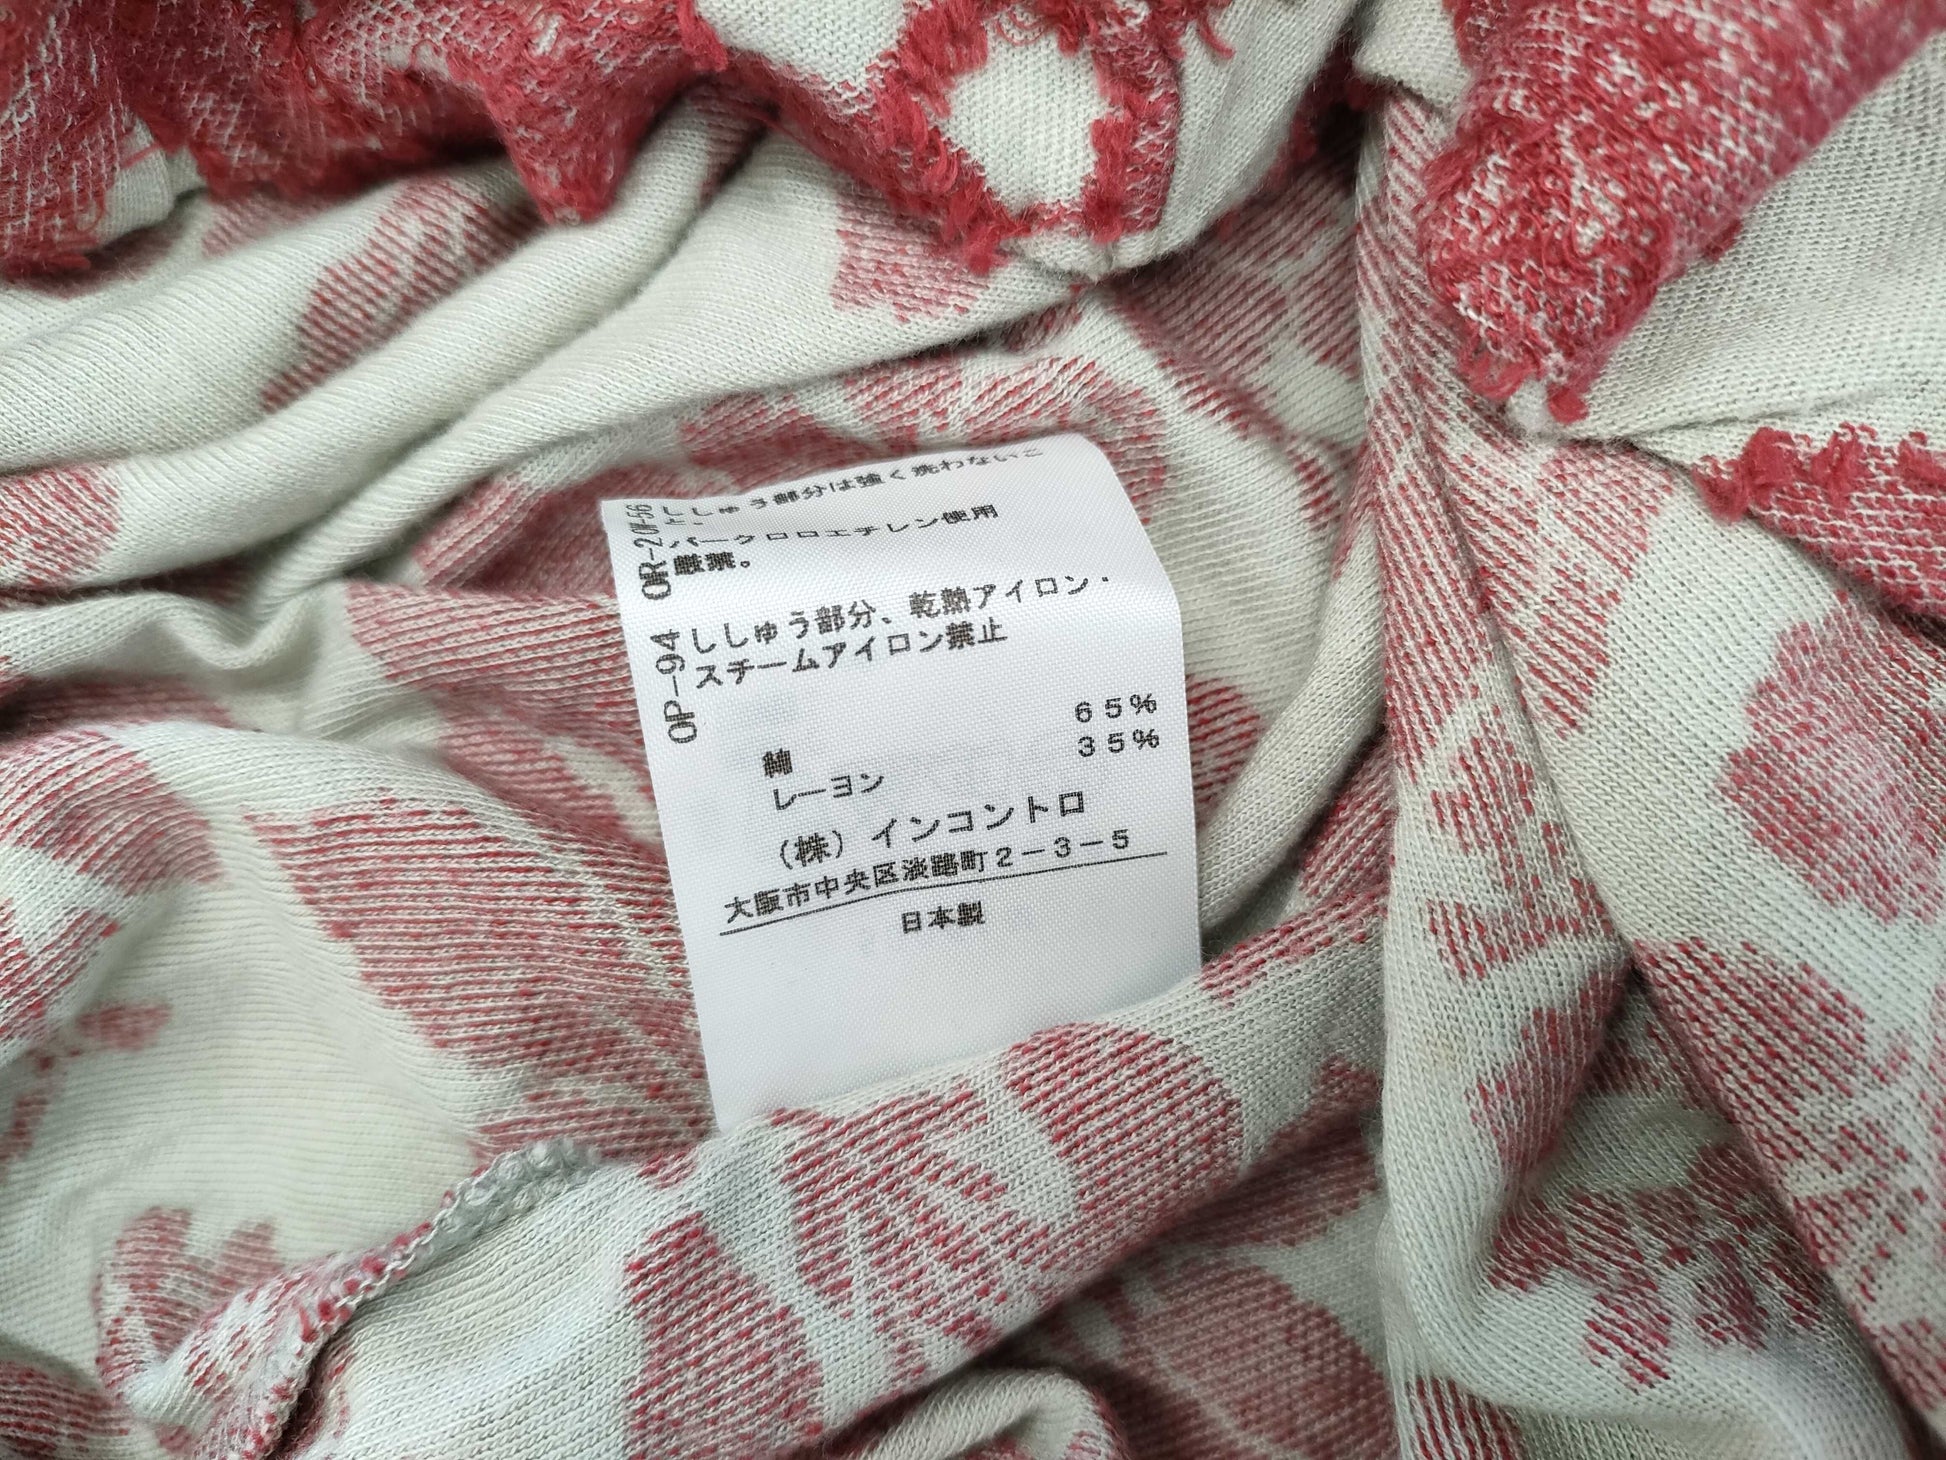 ししゅう部分は強く洗わないこ
と。
パークロロエチレン使用
厳禁。
ししゅう部分、乾熱アイロン・
スチームアイロン禁止
綿 65%
レーヨン 35%
(株)インコントロ
大阪市中央区淡路町2-3-5
日本製
OP-94 OR-20W-56